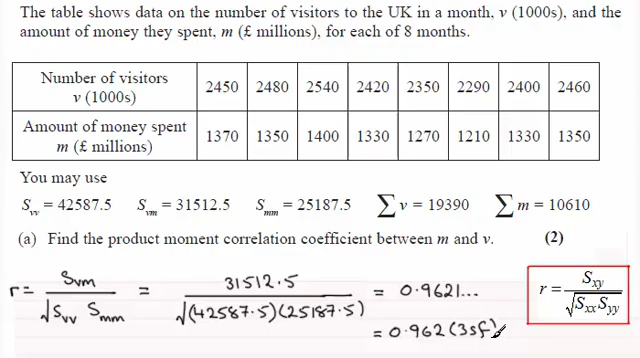 The table shows data on the number of visitors to the UK in a month, v (1000s), and the
amount of money they spent, m (£ millions), for each of 8 months.
Number of visitors v (1000s) 2450 2480 2540 2420 2350 2290 2400 2460
Amount of money spent m (£ millions) 1370 1350 1400 1330 1270 1210 1330 1350
You may use
S_vv = 42587.5 S_vm = 31512.5 S_mm = 25187.5 ∑ v = 19390 ∑ m = 10610
(a) Find the product moment correlation coefficient between m and v. (2)
r = S_vm / √(S_vv S_mm) = 31512.5 / √((42587.5)(25187.5)) = 0.9621...
= 0.962 (3sf)
r = S_xy / √(S_xx S_yy)